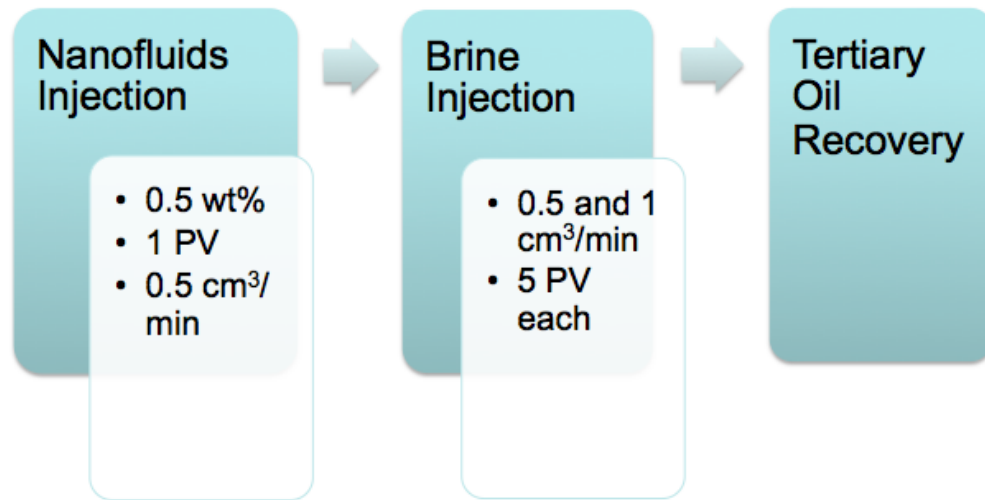 Nanofluids
Injection
• 0.5 wt%
• 1 PV
• 0.5 cm³/
min
Brine
Injection
• 0.5 and 1
cm³/min
• 5 PV
each
Tertiary
Oil
Recovery